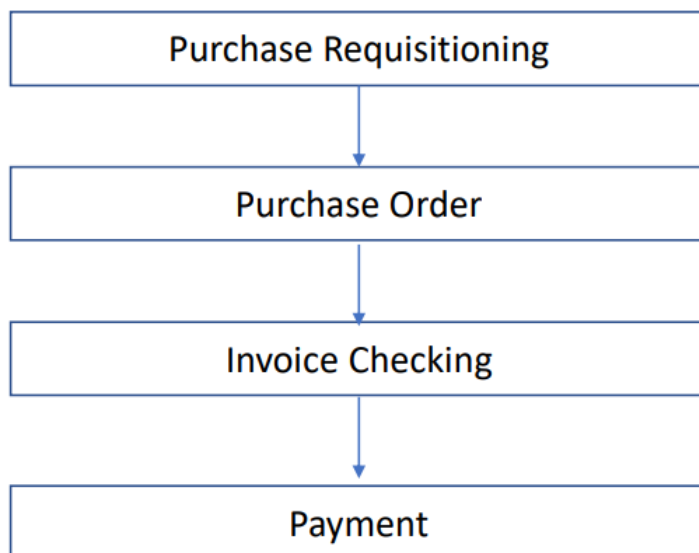 Purchase Requisitioning
Purchase Order
Invoice Checking
Payment